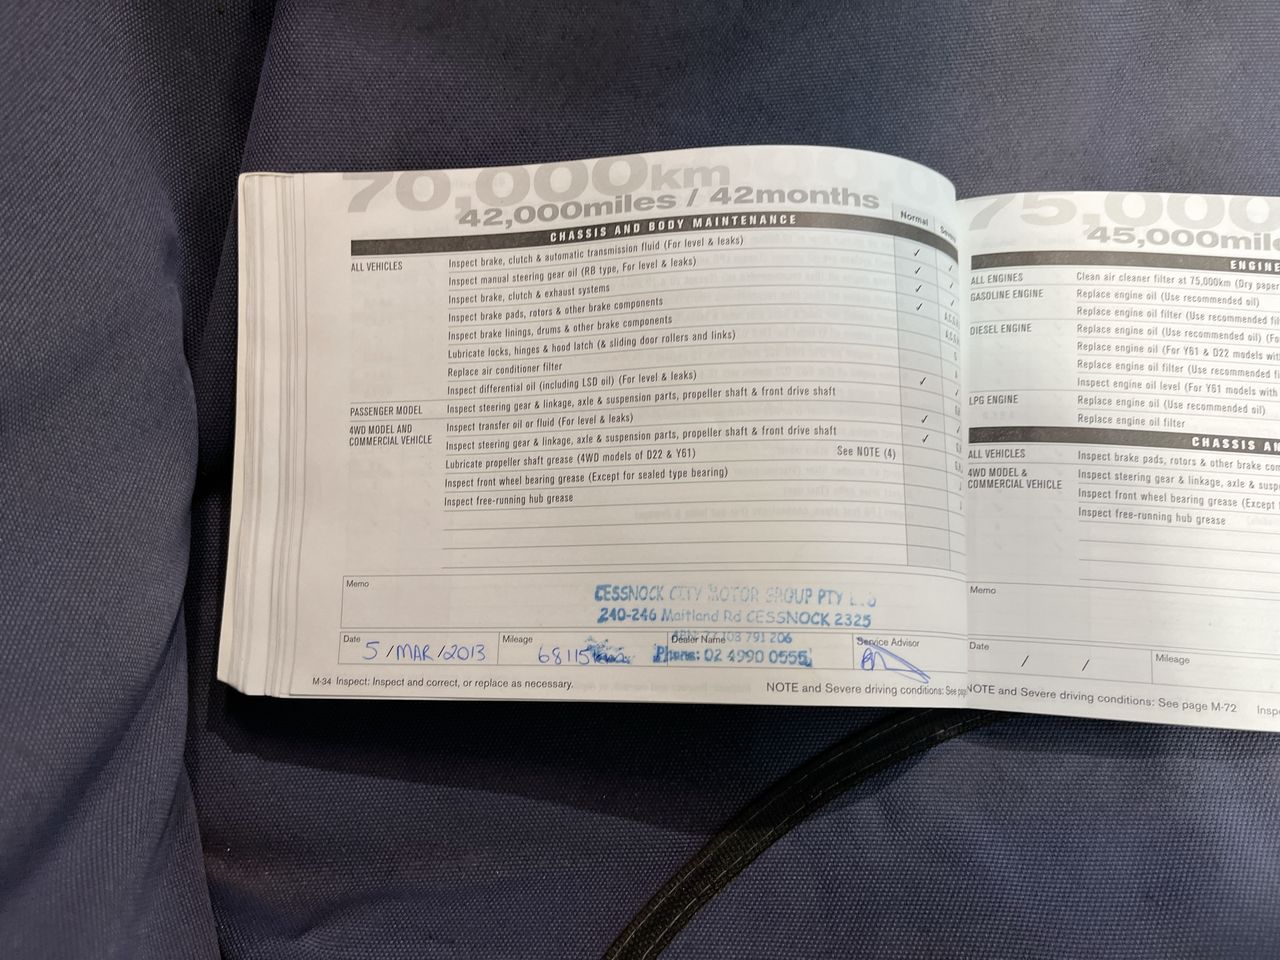 70,000km
42,000miles / 42months
CHASSIS AND BODY MAINTENANCE
Normal
ALL VEHICLES
Inspect brake, clutch & automatic transmission fluid (For level & leaks) ✓
Inspect manual steering gear oil (RB type, For level & leaks) ✓
Inspect brake, clutch & exhaust systems ✓
Inspect brake pads, rotors & other brake components ✓
Inspect brake linings, drums & other brake components
Lubricate locks, hinges & hood latch (& sliding door rollers and links)
Replace air conditioner filter
Inspect differential oil (including LSD oil) (For level & leaks) ✓
PASSENGER MODEL
Inspect steering gear & linkage, axle & suspension parts, propeller shaft & front drive shaft
4WD MODEL AND
COMMERCIAL VEHICLE
Inspect transfer oil or fluid (For level & leaks) ✓
Inspect steering gear & linkage, axle & suspension parts, propeller shaft & front drive shaft ✓
Lubricate propeller shaft grease (4WD models of D22 & Y61) See NOTE (4)
Inspect front wheel bearing grease (Except for sealed type bearing)
Inspect free-running hub grease
Memo
CESSNOCK CITY MOTOR GROUP PTY
240-246 Maitland Rd CESSNOCK 2325
791 206
Phone: 02 4990 0555
Date
5 /MAR /2013
Mileage
68115
Dealer Name
Service Advisor
M-34 Inspect: Inspect and correct, or replace as necessary.
NOTE and Severe driving conditions: See
75,000
45,000
ENGINE
ALL ENGINES
Clean air cleaner filter at 75,000km (Dry paper
GASOLINE ENGINE
Replace engine oil (Use recommended oil)
Replace engine oil filter (Use recommended
DIESEL ENGINE
Replace engine oil (Use recommended oil)
Replace engine oil (For Y61 & D22 models
Replace engine oil filter (Use recommended
Inspect engine oil level (For Y61 models with
LPG ENGINE
Replace engine oil (Use recommended oil)
Replace engine oil filter
CHASSIS
ALL VEHICLES
Inspect brake pads, rotors & other brake
4WD MODEL &
COMMERCIAL VEHICLE
Inspect steering gear & linkage, axle &
Inspect front wheel bearing grease (Except
Inspect free-running hub grease
Memo
Date
/ /
Mileage
NOTE and Severe driving conditions: See page M-72